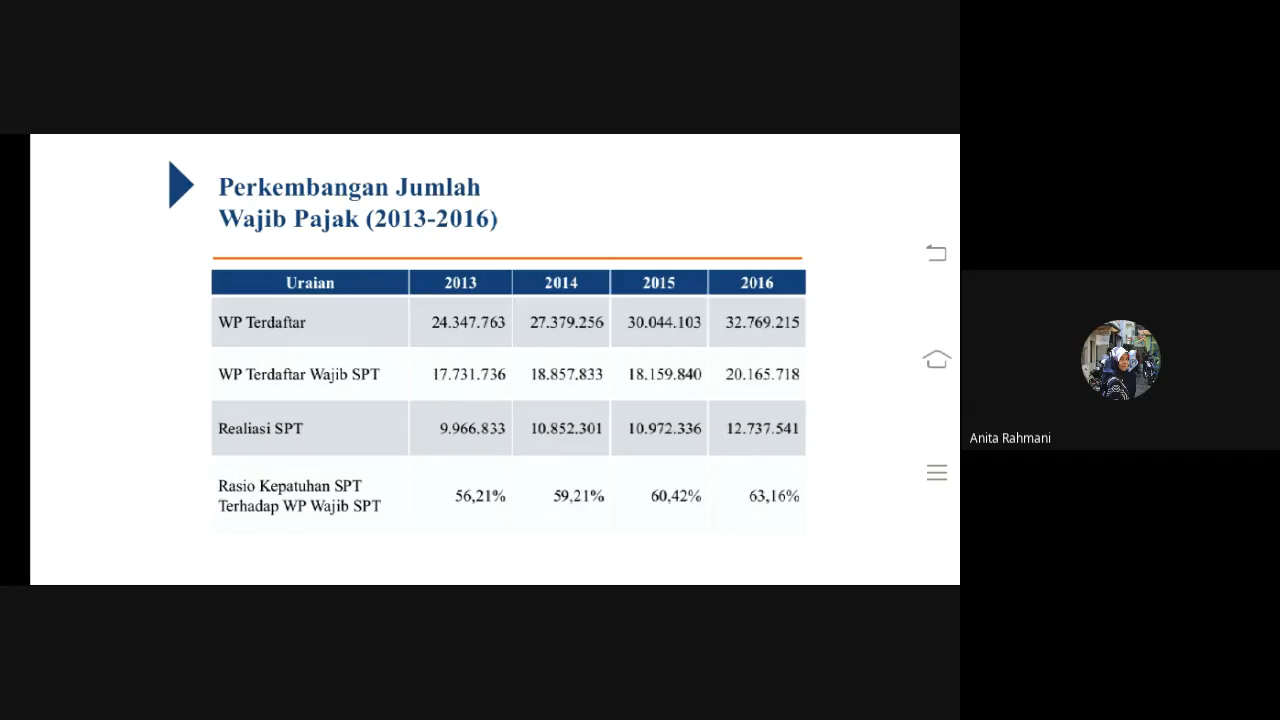 Perkembangan Jumlah
Wajib Pajak (2013-2016)
Uraian 2013 2014 2015 2016
WP Terdaftar 24.347.763 27.379.256 30.044.103 32.769.215
WP Terdaftar Wajib SPT 17.731.736 18.857.833 18.159.840 20.165.718
Realiasi SPT 9.966.833 10.852.301 10.972.336 12.737.541
Rasio Kepatuhan SPT
Terhadap WP Wajib SPT 56,21% 59,21% 60,42% 63,16%
Anita Rahmani